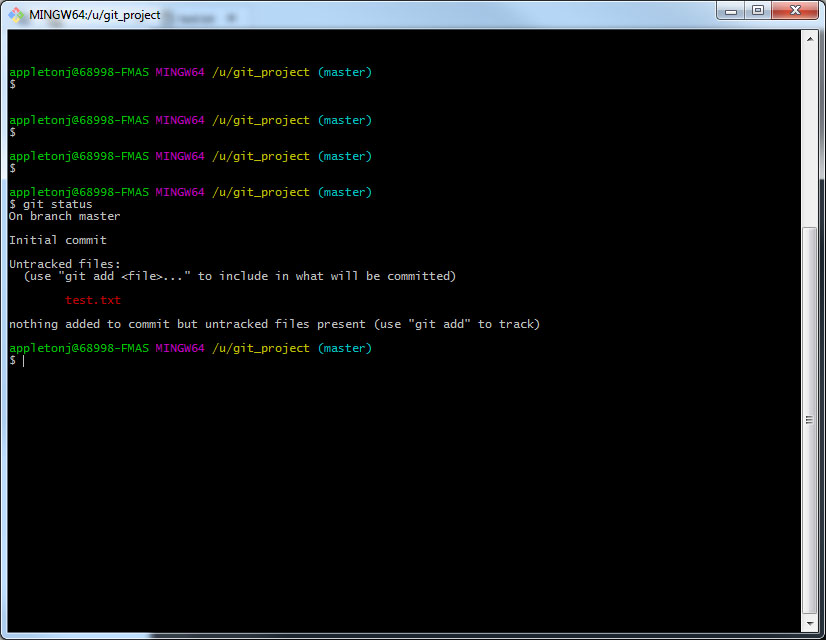 MINGW64:/u/git_project
appletonj@68998-FMAS MINGW64 /u/git_project (master)
$
appletonj@68998-FMAS MINGW64 /u/git_project (master)
$
appletonj@68998-FMAS MINGW64 /u/git_project (master)
$
appletonj@68998-FMAS MINGW64 /u/git_project (master)
$ git status
On branch master
Initial commit
Untracked files:
(use "git add <file>..." to include in what will be committed)
test.txt
nothing added to commit but untracked files present (use "git add" to track)
appletonj@68998-FMAS MINGW64 /u/git_project (master)
$